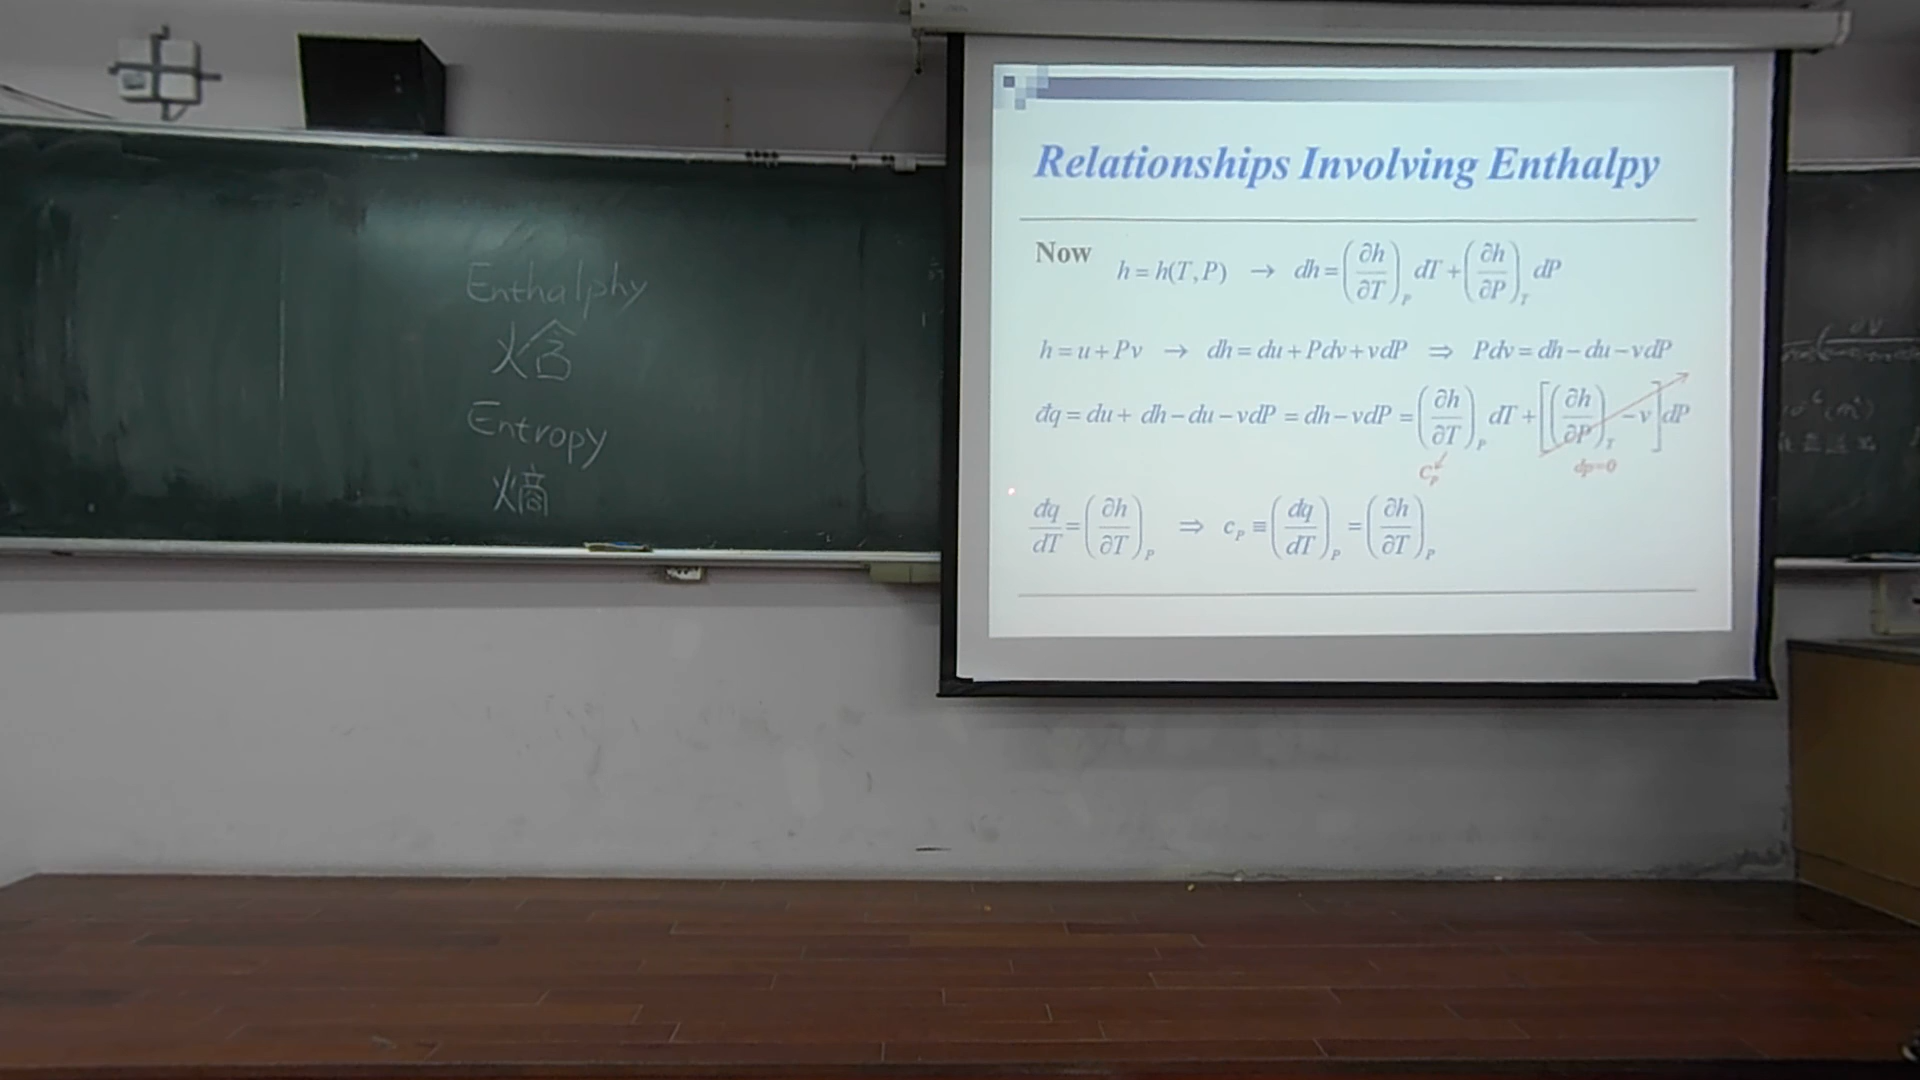 Enthalphy
焓
Entropy
熵
Relationships Involving Enthalpy
Now h = h(T,P) → dh = (∂h/∂T)_P dT + (∂h/∂P)_T dP
h = u + Pv → dh = du + Pdv + vdP ⇒ Pdv = dh − du − vdP
đq = du + dh − du − vdP = dh − vdP = (∂h/∂T)_P dT + [(∂h/∂P)_T − v] dP
c_p dp=0
đq/dT = (∂h/∂T)_P ⇒ c_P ≡ (đq/dT)_P = (∂h/∂T)_P